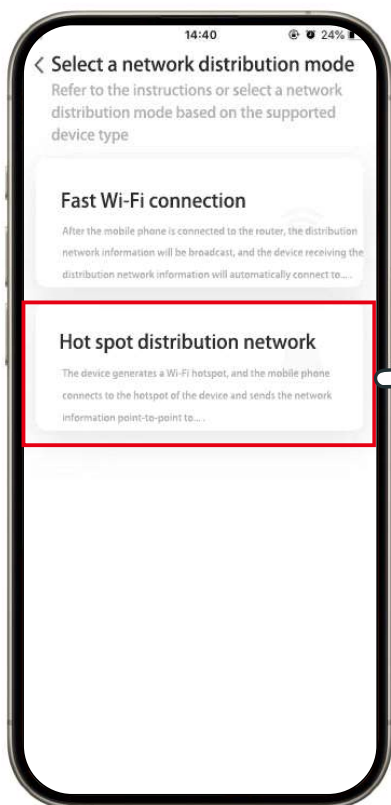 14:40
24%
< Select a network distribution mode
Refer to the instructions or select a network
distribution mode based on the supported
device type
Fast Wi-Fi connection
After the mobile phone is connected to the router, the distribution
network information will be broadcast, and the device receiving the
distribution network information will automatically connect to.....
Hot spot distribution network
The device generates a Wi-Fi hotspot, and the mobile phone
connects to the hotspot of the device and sends the network
information point-to-point to... .